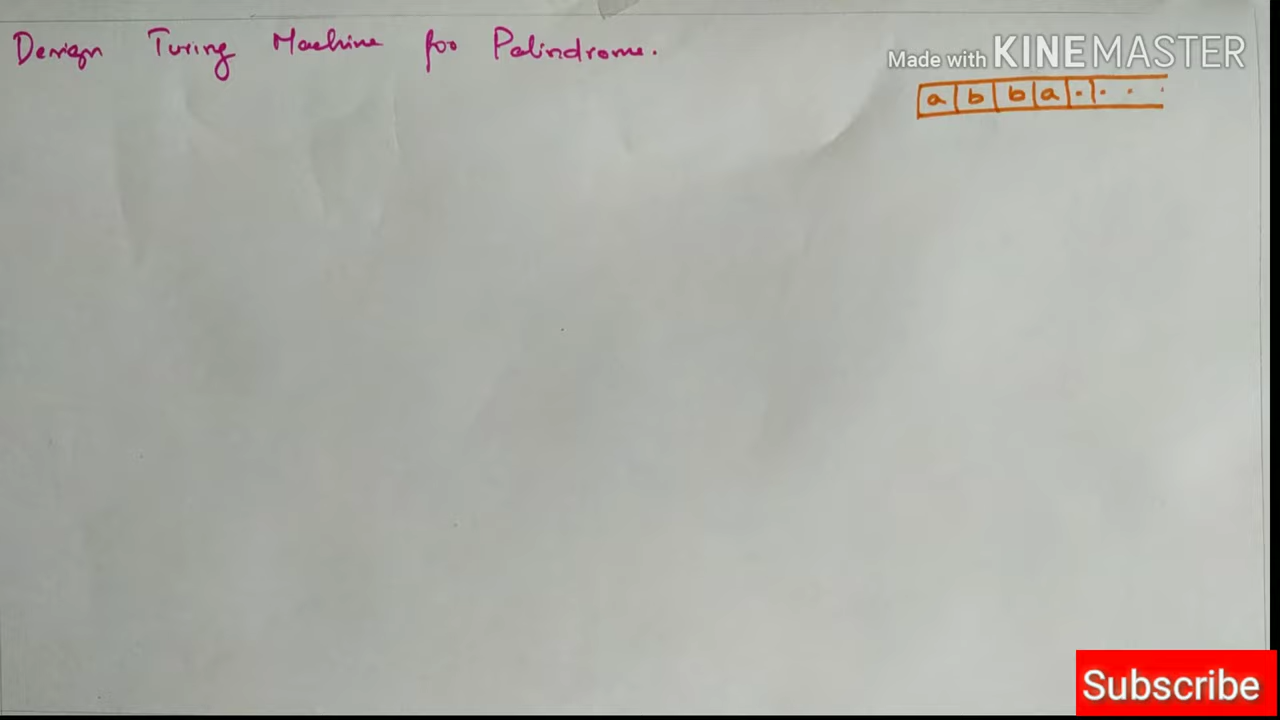 Design Turing Machine for Palindrome.
Made with KINEMASTER
a b b a . . . .
Subscribe